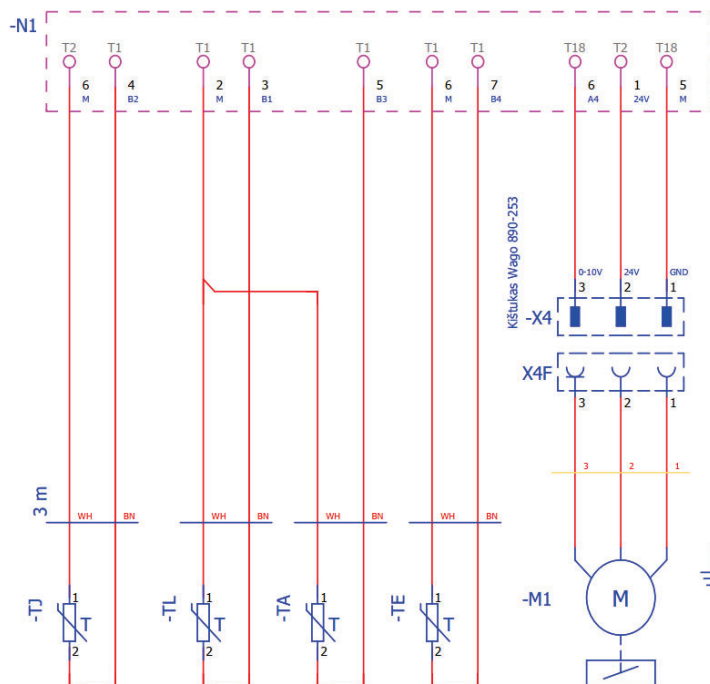 -N1
T2 T1 T1 T1 T1 T1 T1 T18 T2 T18
6 4 2 3 5 6 7 6 1 5
M B2 M B1 B3 M B4 A4 24V M
Kištukas Wago 890-253
0-10V 24V GND
3 2 1
-X4
X4F
3 2 1
3 2 1
3 m
WH BN WH BN WH BN WH BN
-TJ 1 T 2
-TL 1 T 2
-TA 1 T 2
-TE 1 T 2
-M1 M